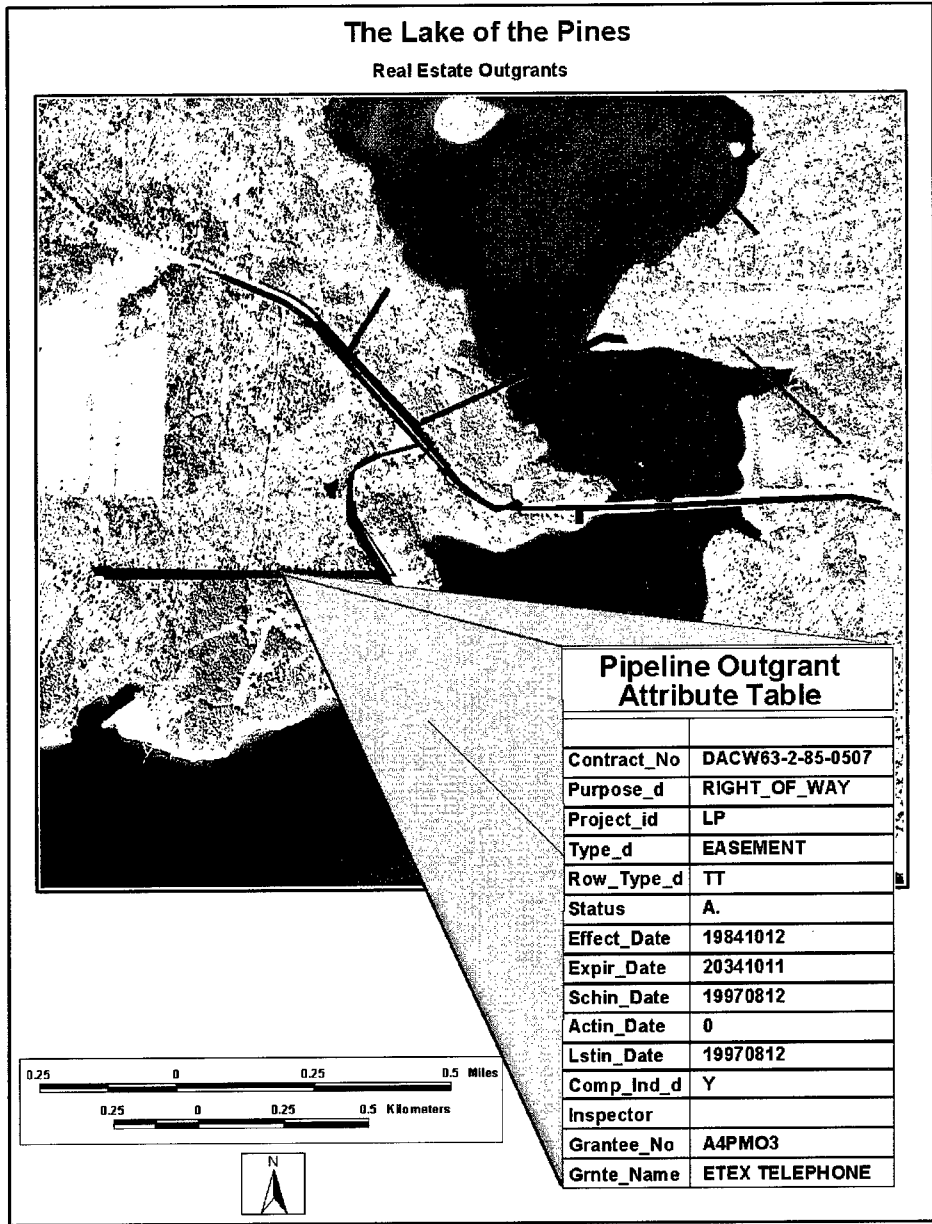 The Lake of the Pines
Real Estate Outgrants
Pipeline Outgrant
Attribute Table
Contract_No DACW63-2-85-0507
Purpose_d RIGHT_OF_WAY
Project_id LP
Type_d EASEMENT
Row_Type_d TT
Status A.
Effect_Date 19841012
Expir_Date 20341011
Schin_Date 19970812
Actin_Date 0
Lstin_Date 19970812
Comp_Ind_d Y
Inspector
Grantee_No A4PMO3
Grnte_Name ETEX TELEPHONE
0.25 0 0.25 0.5 Miles
0.25 0 0.25 0.5 Kilometers
N